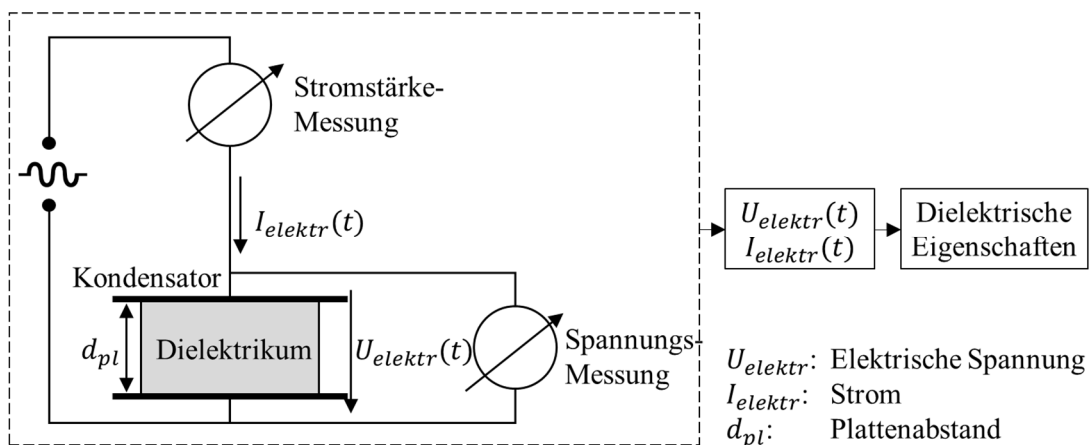 Stromstärke-
Messung
I_elektr(t)
Kondensator
d_pl
Dielektrikum
U_elektr(t)
Spannungs-
Messung
U_elektr(t)
I_elektr(t)
Dielektrische
Eigenschaften
U_elektr: Elektrische Spannung
I_elektr: Strom
d_pl: Plattenabstand